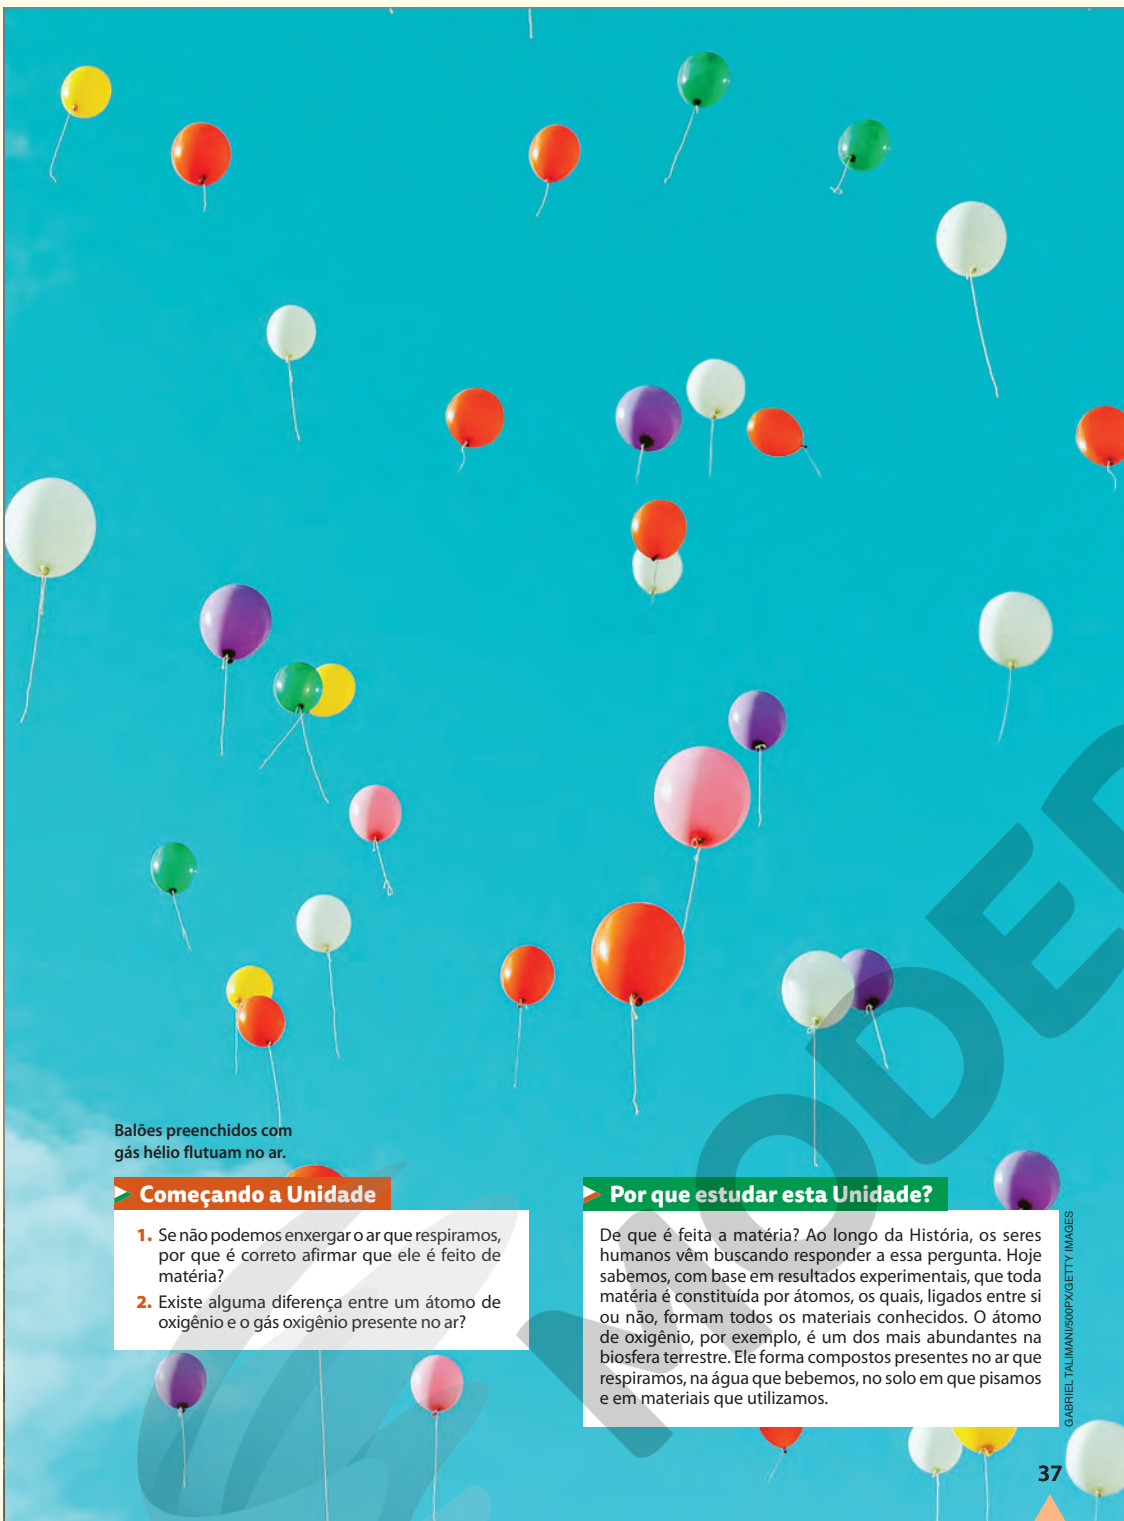 Balões preenchidos com
gás hélio flutuam no ar.
Começando a Unidade
1. Se não podemos enxergar o ar que respiramos,
por que é correto afirmar que ele é feito de
matéria?
2. Existe alguma diferença entre um átomo de
oxigênio e o gás oxigênio presente no ar?
Por que estudar esta Unidade?
De que é feita a matéria? Ao longo da História, os seres
humanos vêm buscando responder a essa pergunta. Hoje
sabemos, com base em resultados experimentais, que toda
matéria é constituída por átomos, os quais, ligados entre si
ou não, formam todos os materiais conhecidos. O átomo
de oxigênio, por exemplo, é um dos mais abundantes na
biosfera terrestre. Ele forma compostos presentes no ar que
respiramos, na água que bebemos, no solo em que pisamos
e em materiais que utilizamos.
GABRIEL TALIMANI/500PX/GETTY IMAGES
37
MODER